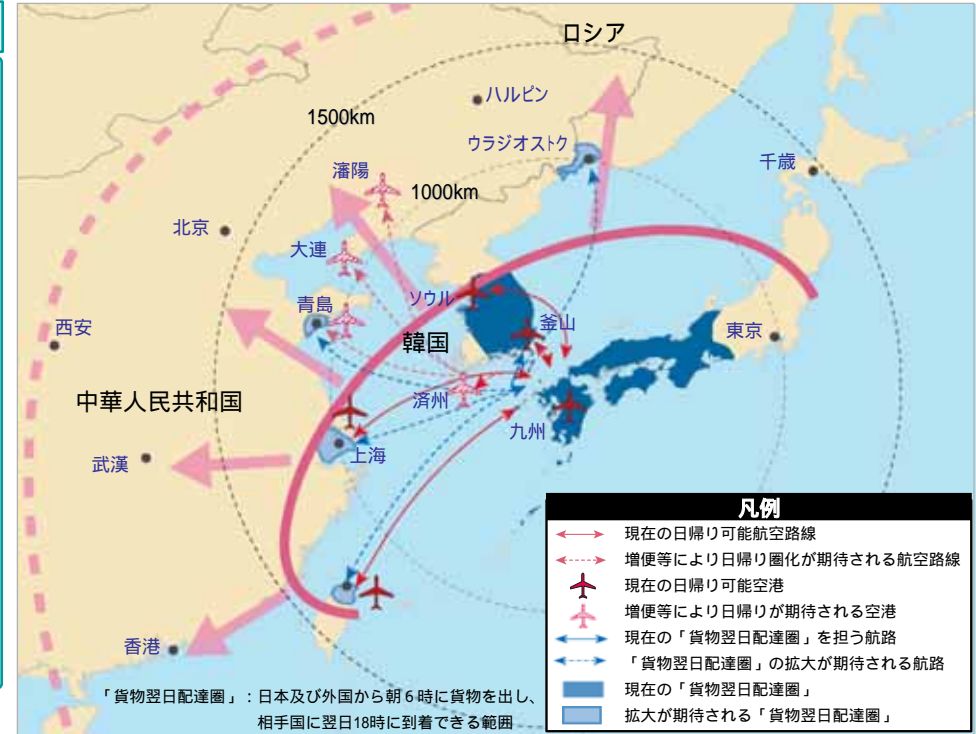 ロシア
ハルピン
1500km
ウラジオストク
千歳
瀋陽
1000km
北京
大連
青島
ソウル
釜山
西安
韓国
東京
済州
中華人民共和国
九州
上海
武漢
香港
凡例
現在の日帰り可能航空路線
増便等により日帰り圏化が期待される航空路線
現在の日帰り可能空港
増便等により日帰りが期待される空港
現在の「貨物翌日配達圏」を担う航路
「貨物翌日配達圏」の拡大が期待される航路
現在の「貨物翌日配達圏」
拡大が期待される「貨物翌日配達圏」
「貨物翌日配達圏」:日本及び外国から朝6時に貨物を出し、
相手国に翌日18時に到着できる範囲